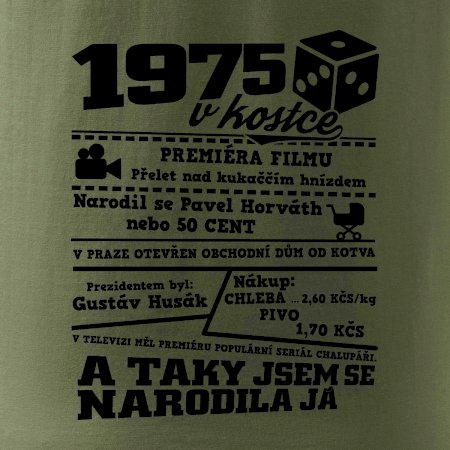 1975
v kostce
PREMIÉRA FILMU
Přelet nad kukaččím hnízdem
Narodil se Pavel Horváth
nebo 50 CENT
V PRAZE OTEVŘEN OBCHODNÍ DŮM OD KOTVA
Prezidentem byl:
Gustáv Husák
Nákup:
CHLEBA ... 2,60 KČS/kg
PIVO
1,70 KČS
V TELEVIZI MĚL PREMIÉRU POPULÁRNÍ SERIÁL CHALUPÁŘI.
A TAKY JSEM SE
NARODILA JÁ